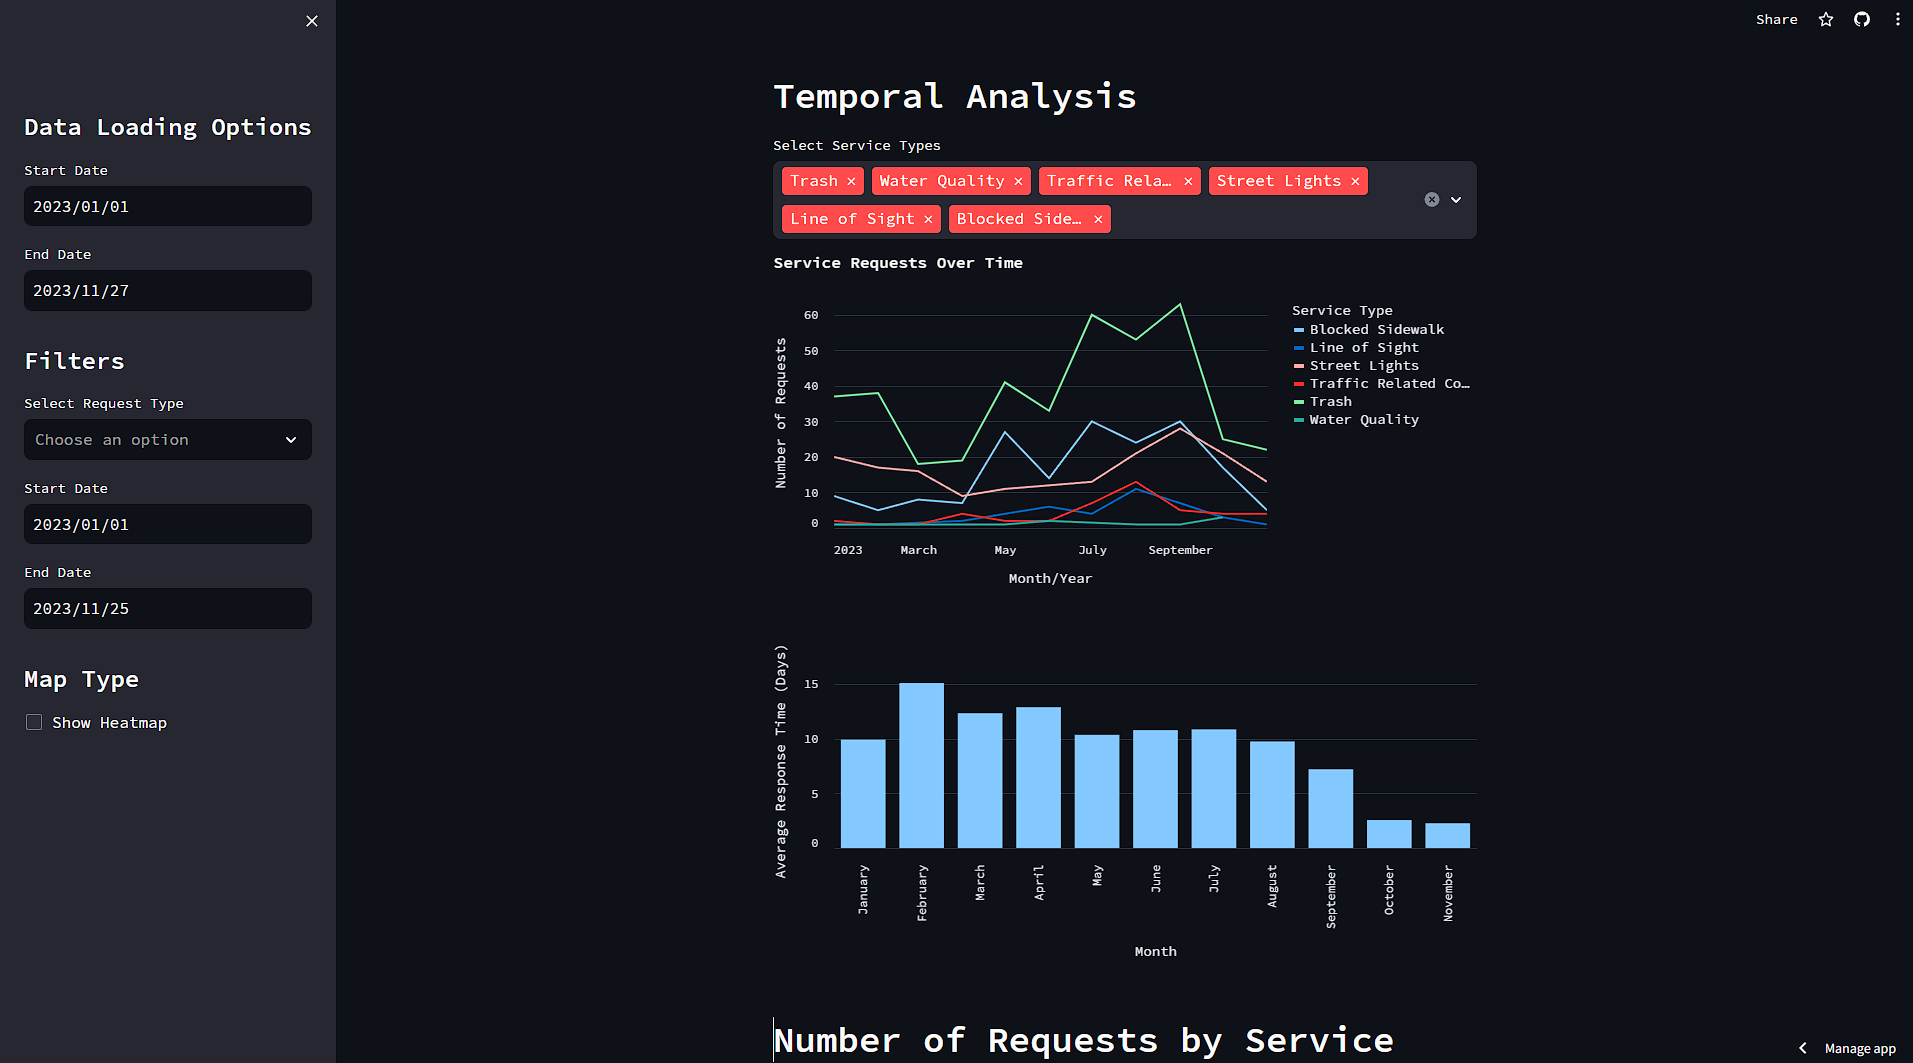 Share
Data Loading Options
Start Date
2023/01/01
End Date
2023/11/27
Filters
Select Request Type
Choose an option
Start Date
2023/01/01
End Date
2023/11/25
Map Type
Show Heatmap
Temporal Analysis
Select Service Types
Trash × Water Quality × Traffic Rela… × Street Lights ×
Line of Sight × Blocked Side… ×
Service Requests Over Time
Number of Requests
60
50
40
30
20
10
0
2023 March May July September
Month/Year
Service Type
Blocked Sidewalk
Line of Sight
Street Lights
Traffic Related Co…
Trash
Water Quality
Average Response Time (Days)
15
10
5
0
January February March April May June July August September October November
Month
Number of Requests by Service
Manage app